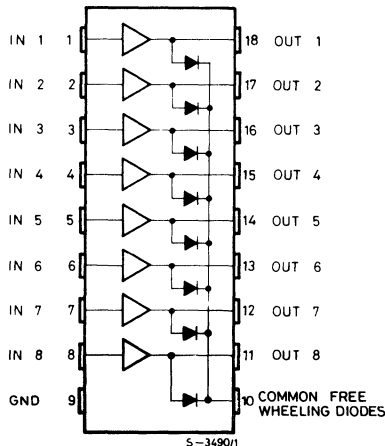 IN 1 1 18 OUT 1
IN 2 2 17 OUT 2
IN 3 3 16 OUT 3
IN 4 4 15 OUT 4
IN 5 5 14 OUT 5
IN 6 6 13 OUT 6
IN 7 7 12 OUT 7
IN 8 8 11 OUT 8
GND 9 10 COMMON FREE
WHEELING DIODES
S-3490/1